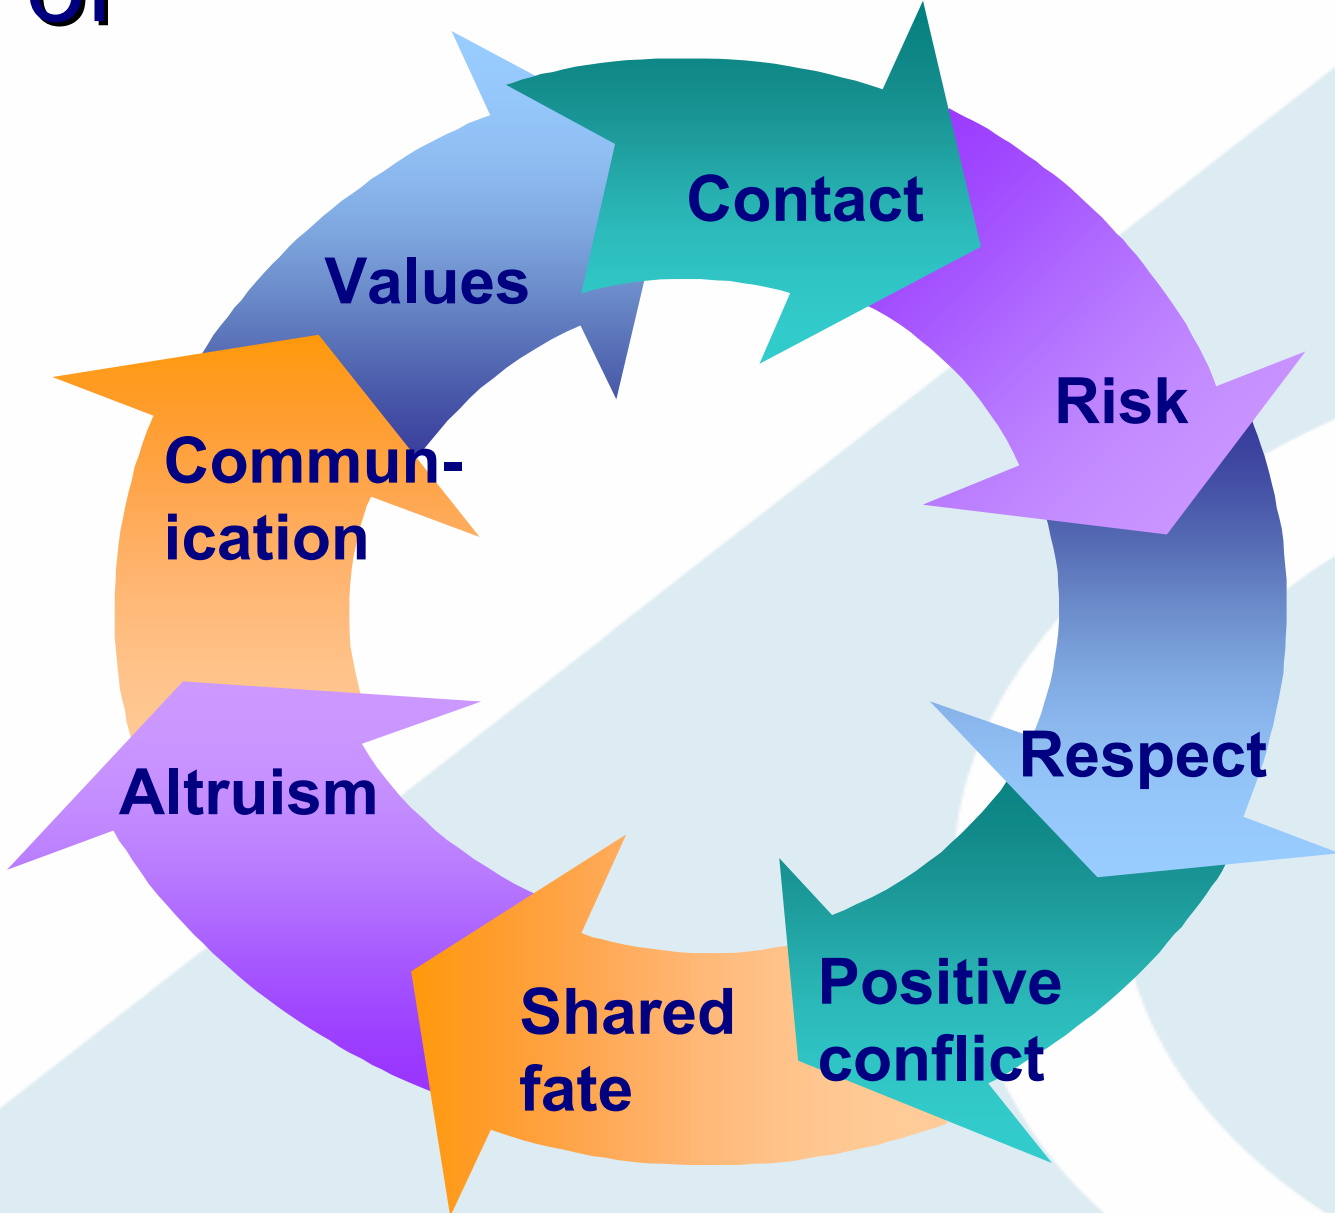 Contact
Values
Risk
Commun-
ication
Respect
Altruism
Positive
conflict
Shared
fate